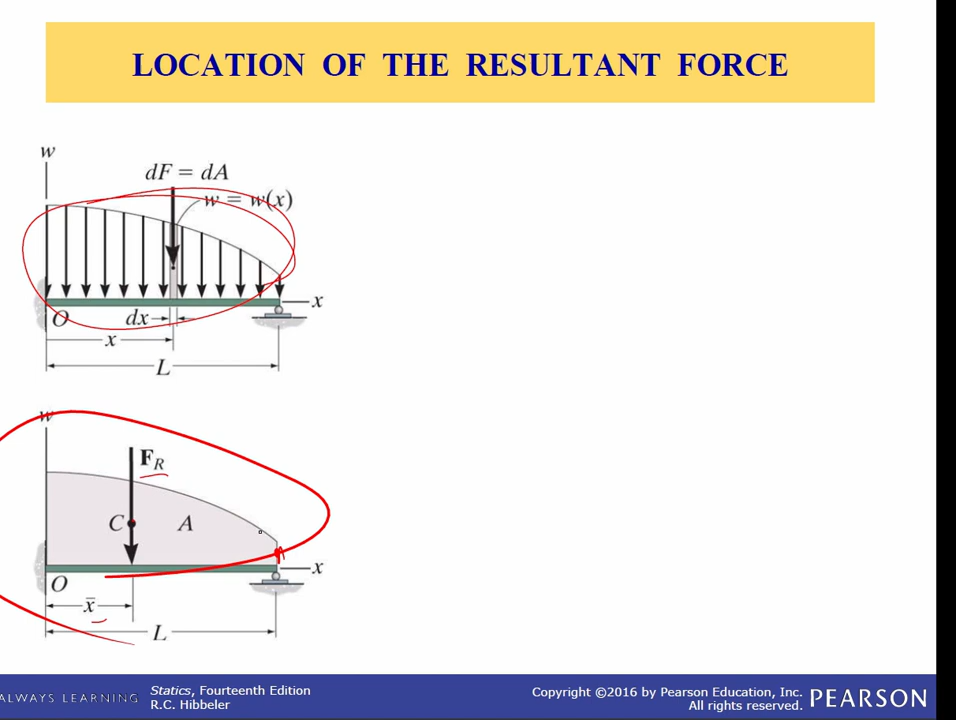 LOCATION OF THE RESULTANT FORCE
w
dF = dA
w = w(x)
x
O
dx
x
L
w
F_R
C
A
x
O
x̄
L
ALWAYS LEARNING
Statics, Fourteenth Edition
R.C. Hibbeler
Copyright ©2016 by Pearson Education, Inc.
All rights reserved.
PEARSON